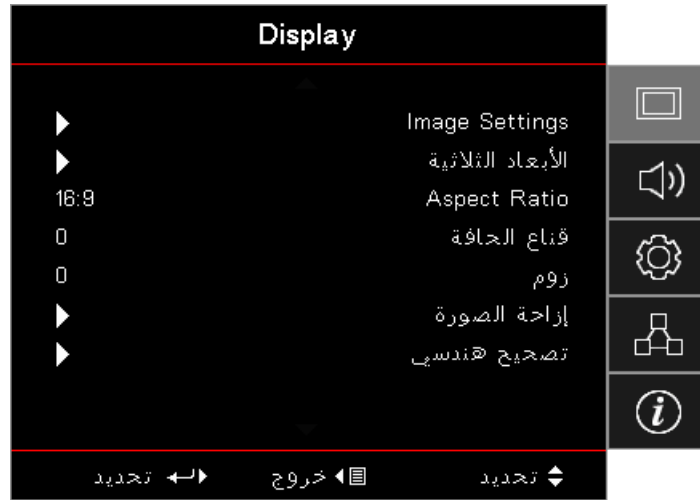 Display
Image Settings
الأبعاد الثلاثية
Aspect Ratio 16:9
قناع الحافة 0
زوم 0
إزاحة الصورة
تصحيح هندسي
تحديد خروج تحديد